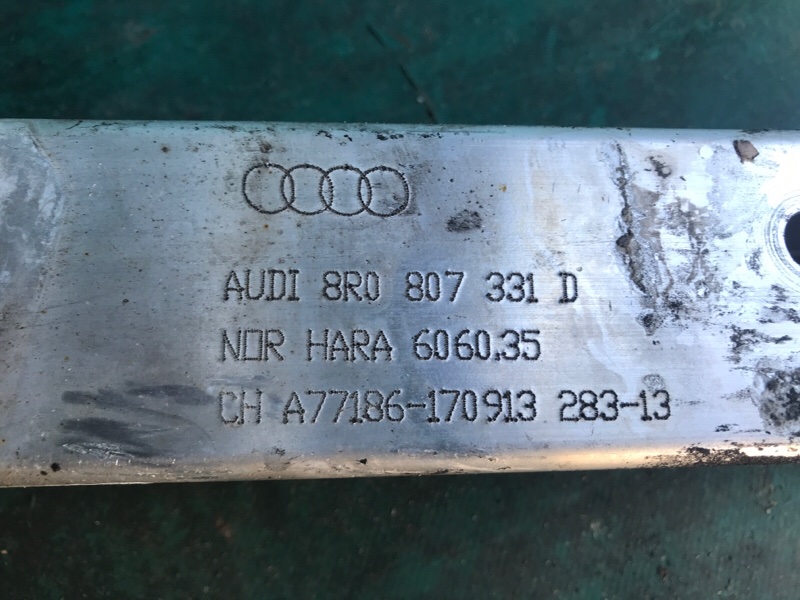 AUDI 8R0 807 331 D
NOR HARA 6060.35
CH A77186-170913 283-13